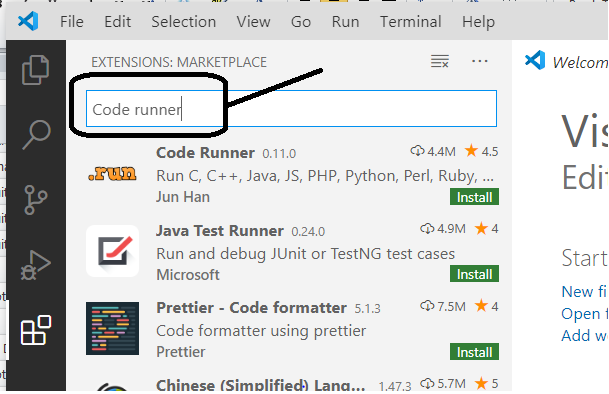 File Edit Selection View Go Run Terminal Help
EXTENSIONS: MARKETPLACE
Code runner
Code Runner 0.11.0 4.4M 4.5
.run
Run C, C++, Java, JS, PHP, Python, Perl, Ruby, ...
Jun Han
Install
Java Test Runner 0.24.0 4.9M 4
Run and debug JUnit or TestNG test cases
Microsoft
Install
Prettier - Code formatter 5.1.3 7.5M 4
Code formatter using prettier
Prettier
Install
Chinese (Simplified) Lang... 1.47.3 5.7M 5
Welcome
Vis
Edit
Start
New fi
Open f
Add wo